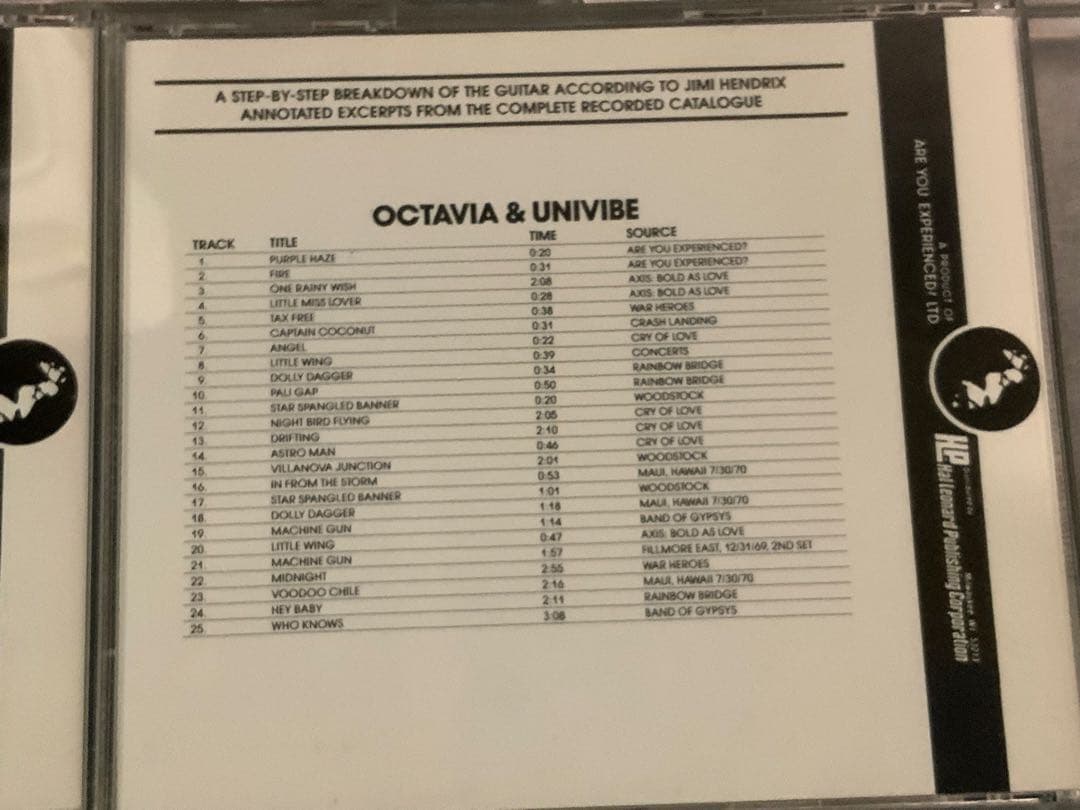 A STEP-BY-STEP BREAKDOWN OF THE GUITAR ACCORDING TO JIMI HENDRIX
ANNOTATED EXCERPTS FROM THE COMPLETE RECORDED CATALOGUE
OCTAVIA & UNIVIBE
TRACK TITLE TIME SOURCE
1. PURPLE HAZE 0:20 ARE YOU EXPERIENCED?
2. FIRE 0:31 ARE YOU EXPERIENCED?
3. ONE RAINY WISH 2:08 AXIS: BOLD AS LOVE
4. LITTLE MISS LOVER 0:28 AXIS: BOLD AS LOVE
5. TAX FREE 0:38 WAR HEROES
6. CAPTAIN COCONUT 0:31 CRASH LANDING
7. ANGEL 0:22 CRY OF LOVE
8. LITTLE WING 0:39 CONCERTS
9. DOLLY DAGGER 0:34 RAINBOW BRIDGE
10. PALI GAP 0:50 RAINBOW BRIDGE
11. STAR SPANGLED BANNER 0:20 WOODSTOCK
12. NIGHT BIRD FLYING 2:05 CRY OF LOVE
13. DRIFTING 2:10 CRY OF LOVE
14. ASTRO MAN 0:46 CRY OF LOVE
15. VILLANOVA JUNCTION 2:01 WOODSTOCK
16. IN FROM THE STORM 0:53 MAUI, HAWAII 7/30/70
17. STAR SPANGLED BANNER 1:01 WOODSTOCK
18. DOLLY DAGGER 1:18 MAUI, HAWAII 7/30/70
19. MACHINE GUN 1:14 BAND OF GYPSYS
20. LITTLE WING 0:47 AXIS: BOLD AS LOVE
21. MACHINE GUN 1:57 FILLMORE EAST, 12/31/69, 2ND SET
22. MIDNIGHT 2:55 WAR HEROES
23. VOODOO CHILE 2:16 MAUI, HAWAII 7/30/70
24. HEY BABY 2:11 RAINBOW BRIDGE
25. WHO KNOWS 3:08 BAND OF GYPSYS
A PRODUCT OF
ARE YOU EXPERIENCED? LTD.
Distributed by
Hal Leonard Publishing Corporation